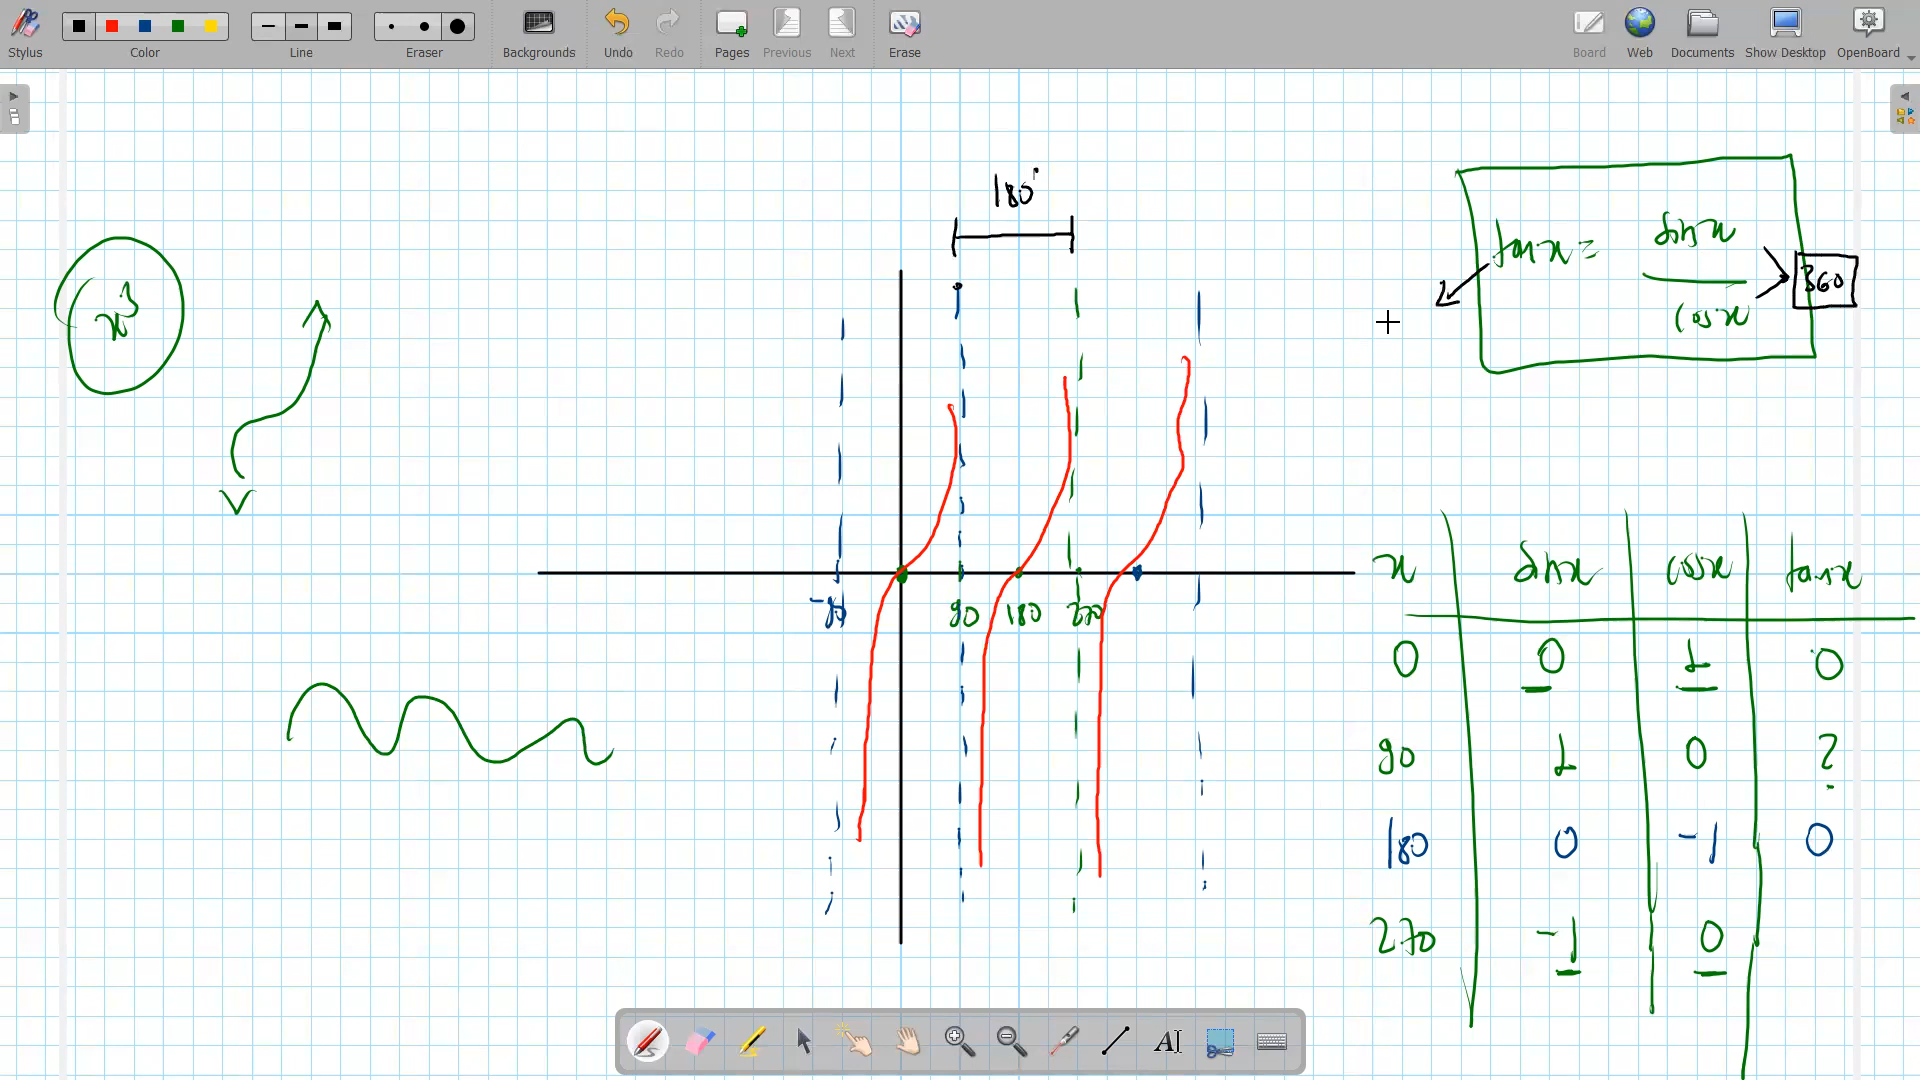 Stylus Color Line Eraser Backgrounds Undo Redo Pages Previous Next Erase Board Web Documents Show Desktop OpenBoard
180°
x³
tan x = sin x / cos x
360
-90 90 180 270
x sin x cos x tan x
0 0 1 0
90 1 0 ?
180 0 -1 0
270 -1 0